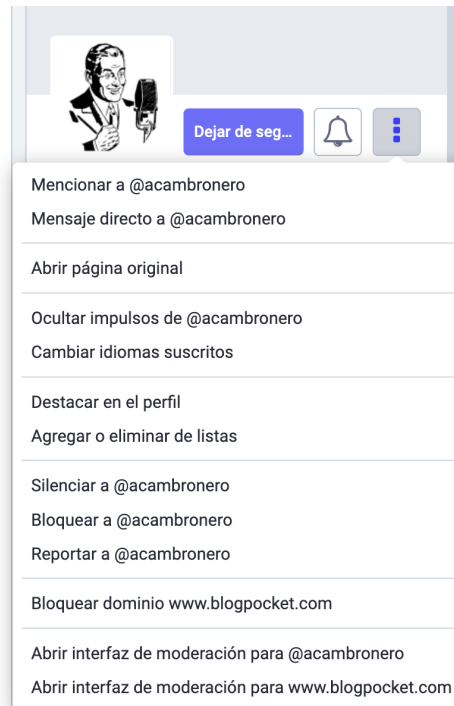 Dejar de seg...
Mencionar a @acambronero
Mensaje directo a @acambronero
Abrir página original
Ocultar impulsos de @acambronero
Cambiar idiomas suscritos
Destacar en el perfil
Agregar o eliminar de listas
Silenciar a @acambronero
Bloquear a @acambronero
Reportar a @acambronero
Bloquear dominio www.blogpocket.com
Abrir interfaz de moderación para @acambronero
Abrir interfaz de moderación para www.blogpocket.com